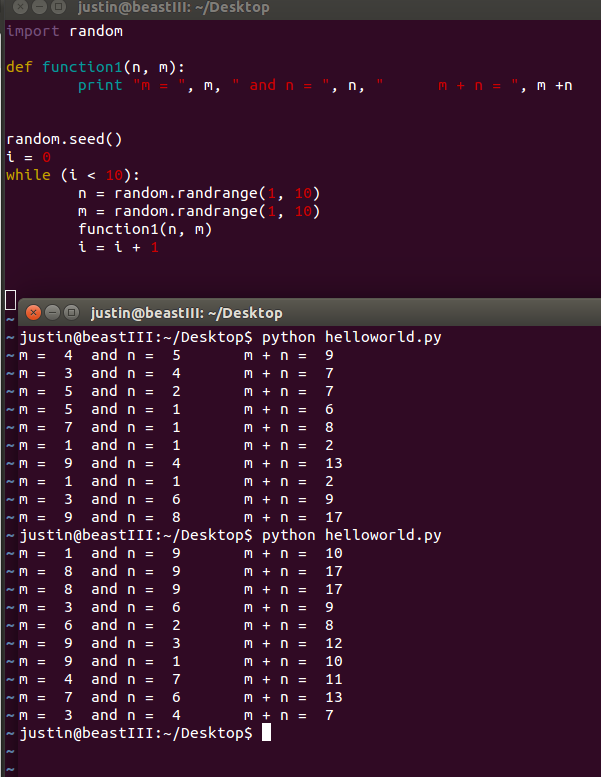 justin@beastIII: ~/Desktop
import random
def function1(n, m):
        print "m = ", m, " and n = ", n, "      m + n = ", m +n
random.seed()
i = 0
while (i < 10):
        n = random.randrange(1, 10)
        m = random.randrange(1, 10)
        function1(n, m)
        i = i + 1
justin@beastIII: ~/Desktop
~ justin@beastIII:~/Desktop$ python helloworld.py
~ m =  4  and n =  5       m + n =  9
~ m =  3  and n =  4       m + n =  7
~ m =  5  and n =  2       m + n =  7
~ m =  5  and n =  1       m + n =  6
~ m =  7  and n =  1       m + n =  8
~ m =  1  and n =  1       m + n =  2
~ m =  9  and n =  4       m + n =  13
~ m =  1  and n =  1       m + n =  2
~ m =  3  and n =  6       m + n =  9
~ m =  9  and n =  8       m + n =  17
~ justin@beastIII:~/Desktop$ python helloworld.py
~ m =  1  and n =  9       m + n =  10
~ m =  8  and n =  9       m + n =  17
~ m =  8  and n =  9       m + n =  17
~ m =  3  and n =  6       m + n =  9
~ m =  6  and n =  2       m + n =  8
~ m =  9  and n =  3       m + n =  12
~ m =  9  and n =  1       m + n =  10
~ m =  4  and n =  7       m + n =  11
~ m =  7  and n =  6       m + n =  13
~ m =  3  and n =  4       m + n =  7
~ justin@beastIII:~/Desktop$
~
~